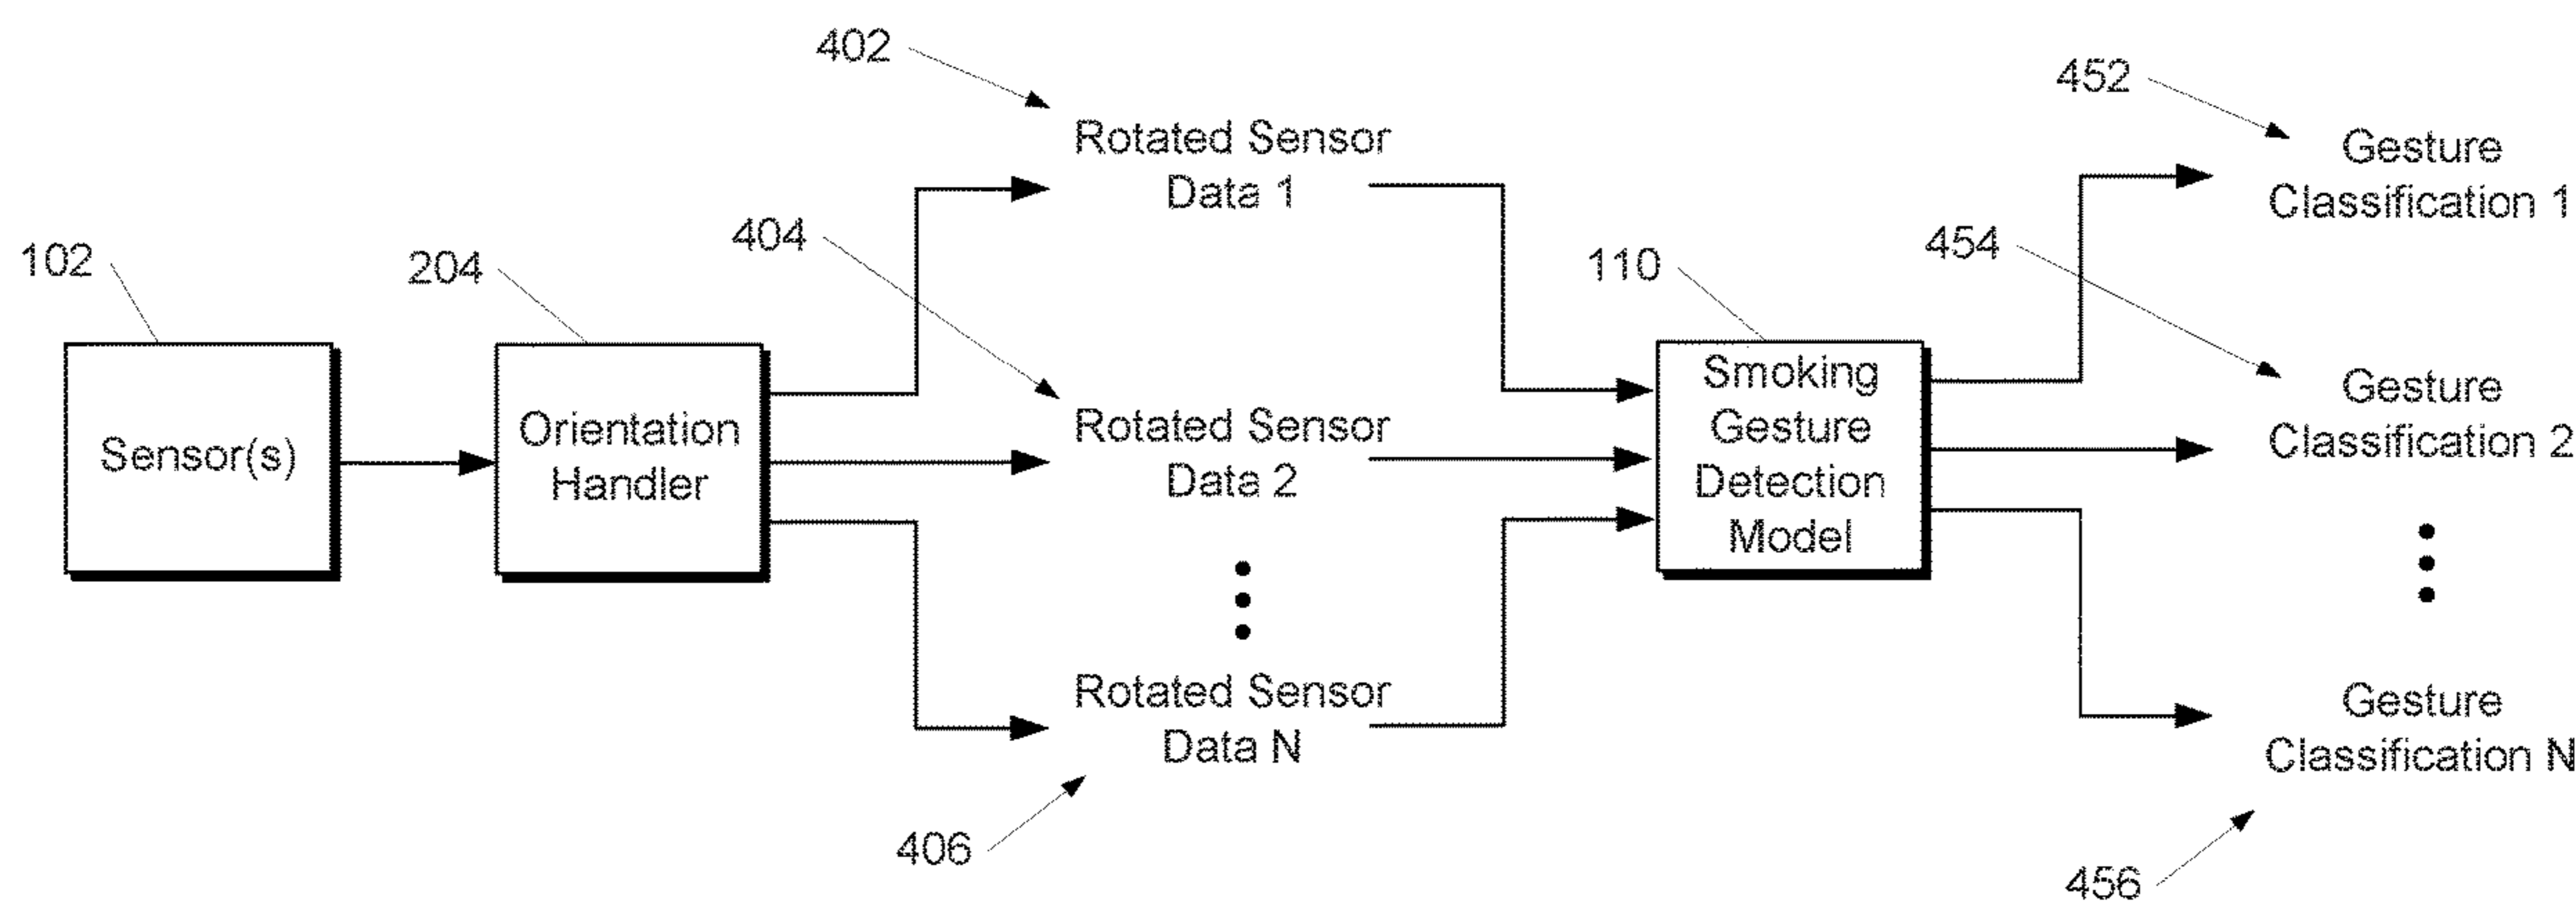 402
Rotated Sensor
Data 1
452
Gesture
Classification 1
102
Sensor(s)
204
Orientation
Handler
404
Rotated Sensor
Data 2
110
Smoking
Gesture
Detection
Model
454
Gesture
Classification 2
Rotated Sensor
Data N
406
Gesture
Classification N
456